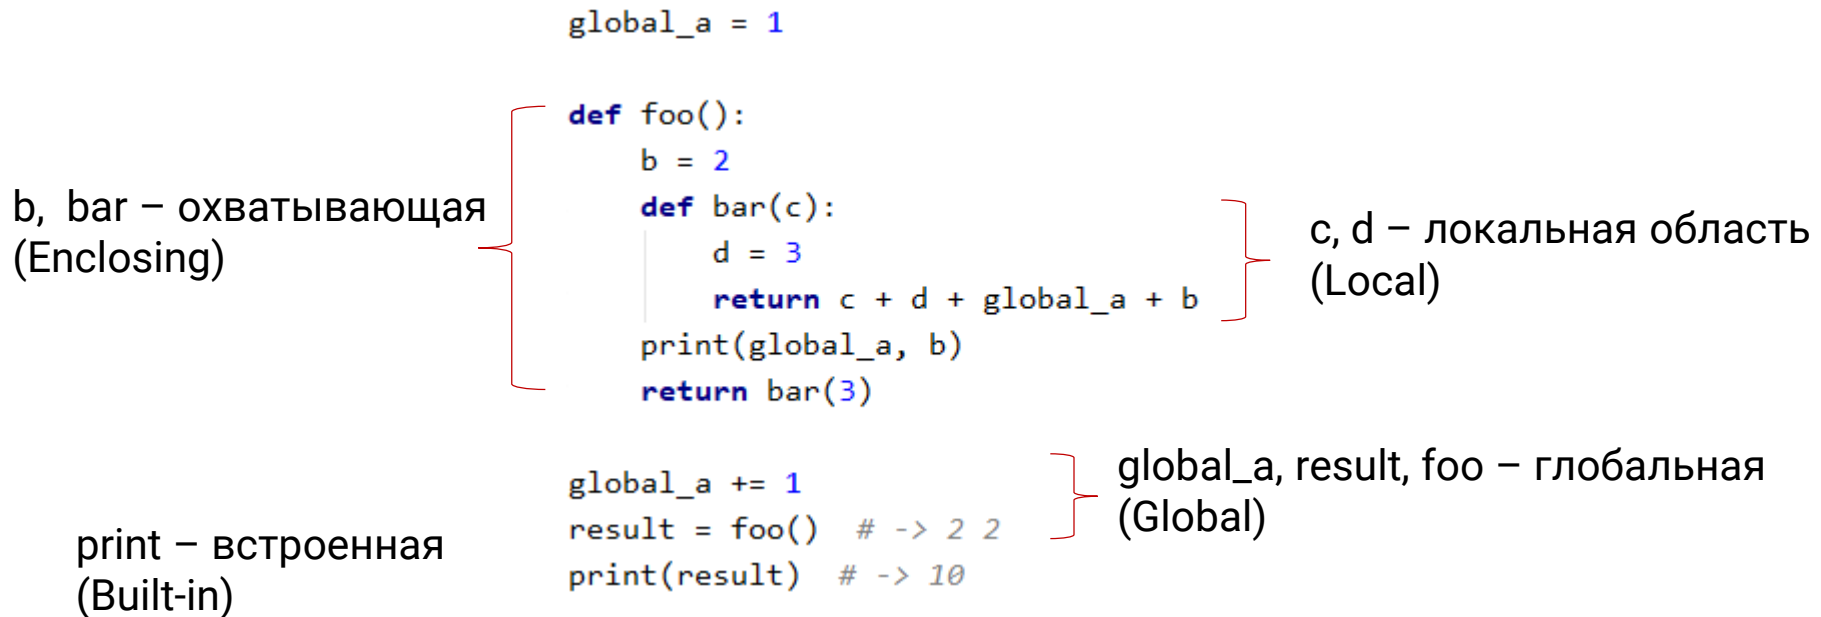 global_a = 1
def foo():
b = 2
def bar(c):
d = 3
return c + d + global_a + b
print(global_a, b)
return bar(3)
global_a += 1
result = foo()  # -> 2 2
print(result)  # -> 10
b,  bar – охватывающая
(Enclosing)
c, d – локальная область
(Local)
global_a, result, foo – глобальная
(Global)
print – встроенная
(Built-in)